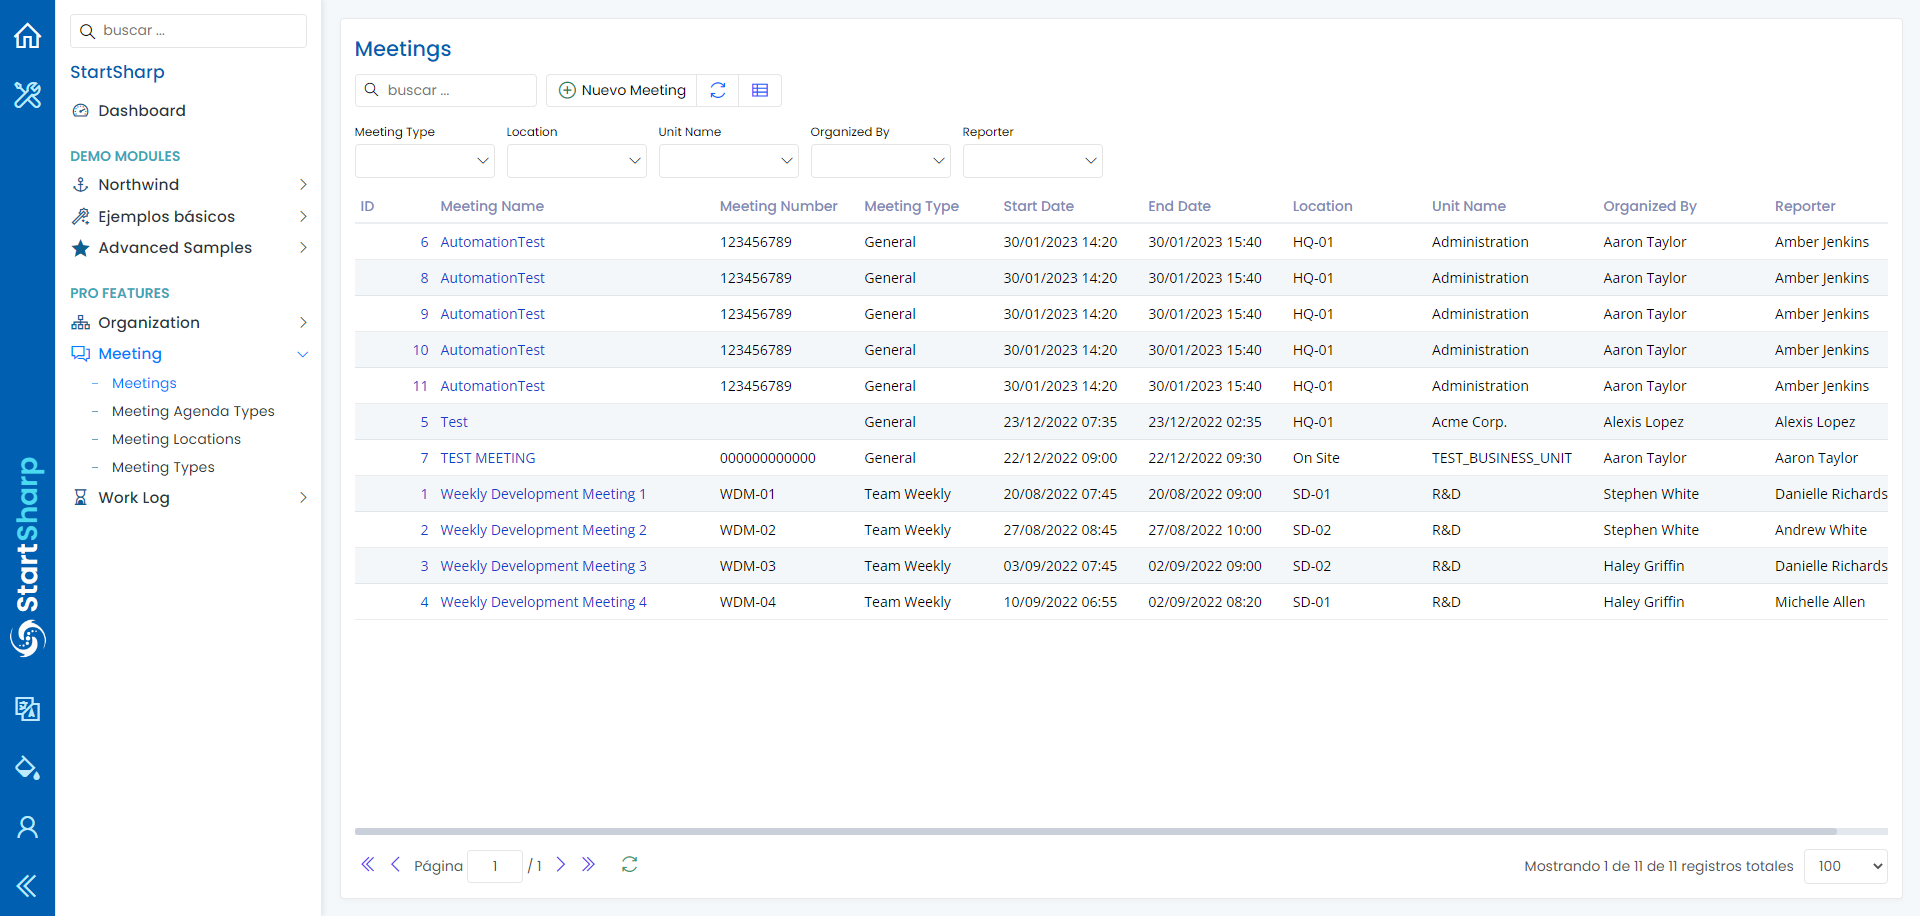 buscar ...
StartSharp
Dashboard
DEMO MODULES
Northwind
Ejemplos básicos
Advanced Samples
PRO FEATURES
Organization
Meeting
Meetings
Meeting Agenda Types
Meeting Locations
Meeting Types
Work Log
StartSharp
Meetings
buscar ...
Nuevo Meeting
Meeting Type Location Unit Name Organized By Reporter
ID Meeting Name Meeting Number Meeting Type Start Date End Date Location Unit Name Organized By Reporter
6 AutomationTest 123456789 General 30/01/2023 14:20 30/01/2023 15:40 HQ-01 Administration Aaron Taylor Amber Jenkins
8 AutomationTest 123456789 General 30/01/2023 14:20 30/01/2023 15:40 HQ-01 Administration Aaron Taylor Amber Jenkins
9 AutomationTest 123456789 General 30/01/2023 14:20 30/01/2023 15:40 HQ-01 Administration Aaron Taylor Amber Jenkins
10 AutomationTest 123456789 General 30/01/2023 14:20 30/01/2023 15:40 HQ-01 Administration Aaron Taylor Amber Jenkins
11 AutomationTest 123456789 General 30/01/2023 14:20 30/01/2023 15:40 HQ-01 Administration Aaron Taylor Amber Jenkins
5 Test General 23/12/2022 07:35 23/12/2022 02:35 HQ-01 Acme Corp. Alexis Lopez Alexis Lopez
7 TEST MEETING 000000000000 General 22/12/2022 09:00 22/12/2022 09:30 On Site TEST_BUSINESS_UNIT Aaron Taylor Aaron Taylor
1 Weekly Development Meeting 1 WDM-01 Team Weekly 20/08/2022 07:45 20/08/2022 09:00 SD-01 R&D Stephen White Danielle Richards
2 Weekly Development Meeting 2 WDM-02 Team Weekly 27/08/2022 08:45 27/08/2022 10:00 SD-02 R&D Stephen White Andrew White
3 Weekly Development Meeting 3 WDM-03 Team Weekly 03/09/2022 07:45 02/09/2022 09:00 SD-02 R&D Haley Griffin Danielle Richards
4 Weekly Development Meeting 4 WDM-04 Team Weekly 10/09/2022 06:55 02/09/2022 08:20 SD-01 R&D Haley Griffin Michelle Allen
Página 1 / 1 Mostrando 1 de 11 de 11 registros totales 100